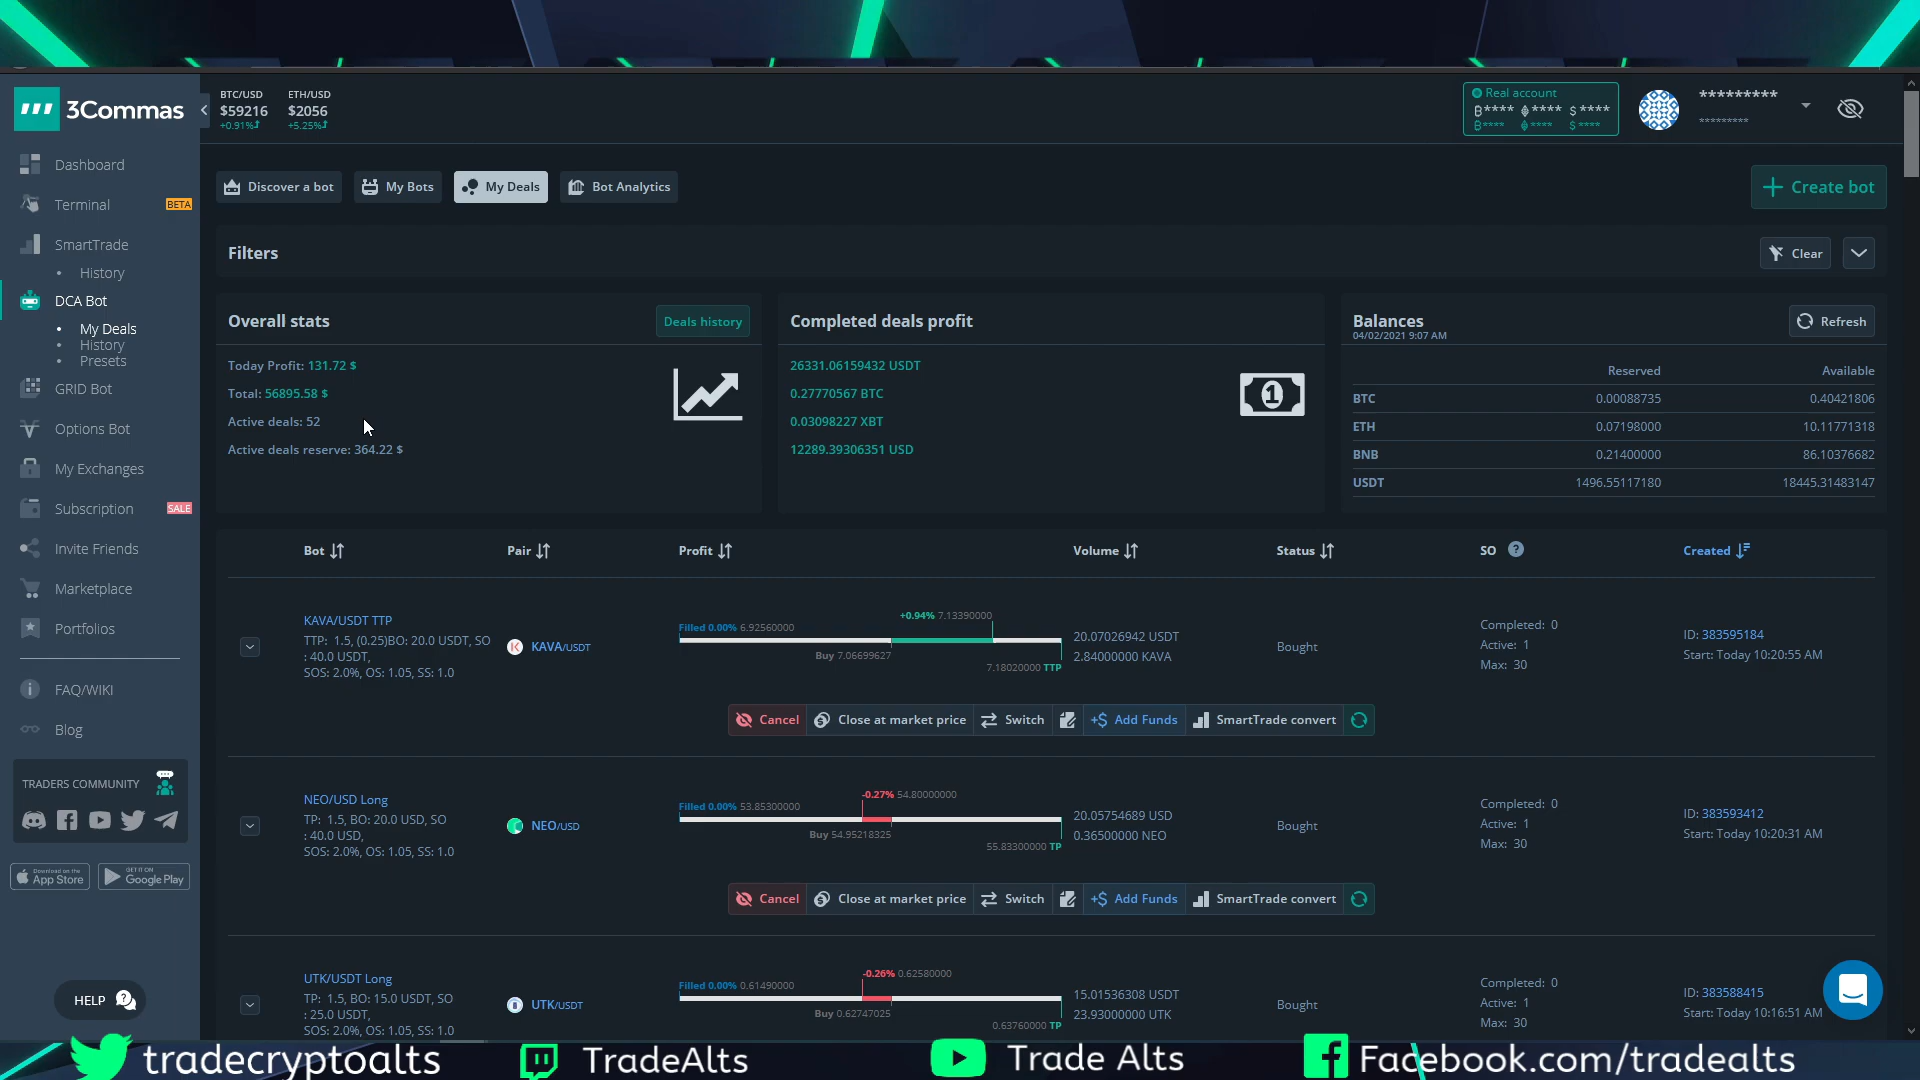 3Commas
BTC/USD
$59216
+0.91%
ETH/USD
$2056
+5.25%
Real account
B**** **** $ ****
B**** **** $ ****
*********
*********
Dashboard
Terminal
BETA
SmartTrade
• History
DCA Bot
• My Deals
• History
• Presets
GRID Bot
Options Bot
My Exchanges
Subscription
SALE
Invite Friends
Marketplace
Portfolios
FAQ/WIKI
Blog
TRADERS COMMUNITY
Download on the
App Store
GET IT ON
Google Play
HELP
Discover a bot
My Bots
My Deals
Bot Analytics
+ Create bot
Filters
Clear
Overall stats
Deals history
Today Profit: 131.72 $
Total: 56895.58 $
Active deals: 52
Active deals reserve: 364.22 $
Completed deals profit
26331.06159432 USDT
0.27770567 BTC
0.03098227 XBT
12289.39306351 USD
Balances
04/02/2021 9:07 AM
Refresh
Reserved Available
BTC 0.00088735 0.40421806
ETH 0.07198000 10.11771318
BNB 0.21400000 86.10376682
USDT 1496.55117180 18445.31483147
Bot Pair Profit Volume Status SO ? Created
KAVA/USDT TTP
TTP: 1.5, (0.25)BO: 20.0 USDT, SO
: 40.0 USDT,
SOS: 2.0%, OS: 1.05, SS: 1.0
KAVA/USDT
+0.94% 7.13390000
Filled 0.00% 6.92560000
Buy 7.06699627
7.18020000 TTP
20.07026942 USDT
2.84000000 KAVA
Bought
Completed: 0
Active: 1
Max: 30
ID: 383595184
Start: Today 10:20:55 AM
Cancel Close at market price Switch +$ Add Funds SmartTrade convert
NEO/USD Long
TP: 1.5, BO: 20.0 USD, SO
: 40.0 USD,
SOS: 2.0%, OS: 1.05, SS: 1.0
NEO/USD
-0.27% 54.80000000
Filled 0.00% 53.85300000
Buy 54.95218325
55.83300000 TP
20.05754689 USD
0.36500000 NEO
Bought
Completed: 0
Active: 1
Max: 30
ID: 383593412
Start: Today 10:20:31 AM
Cancel Close at market price Switch +$ Add Funds SmartTrade convert
UTK/USDT Long
TP: 1.5, BO: 15.0 USDT, SO
: 25.0 USDT,
SOS: 2.0%, OS: 1.05, SS: 1.0
UTK/USDT
-0.26% 0.62580000
Filled 0.00% 0.61490000
Buy 0.62747025
0.63760000 TP
15.01536308 USDT
23.93000000 UTK
Bought
Completed: 0
Active: 1
Max: 30
ID: 383588415
Start: Today 10:16:51 AM
tradecryptoalts
TradeAlts
Trade Alts
Facebook.com/tradealts